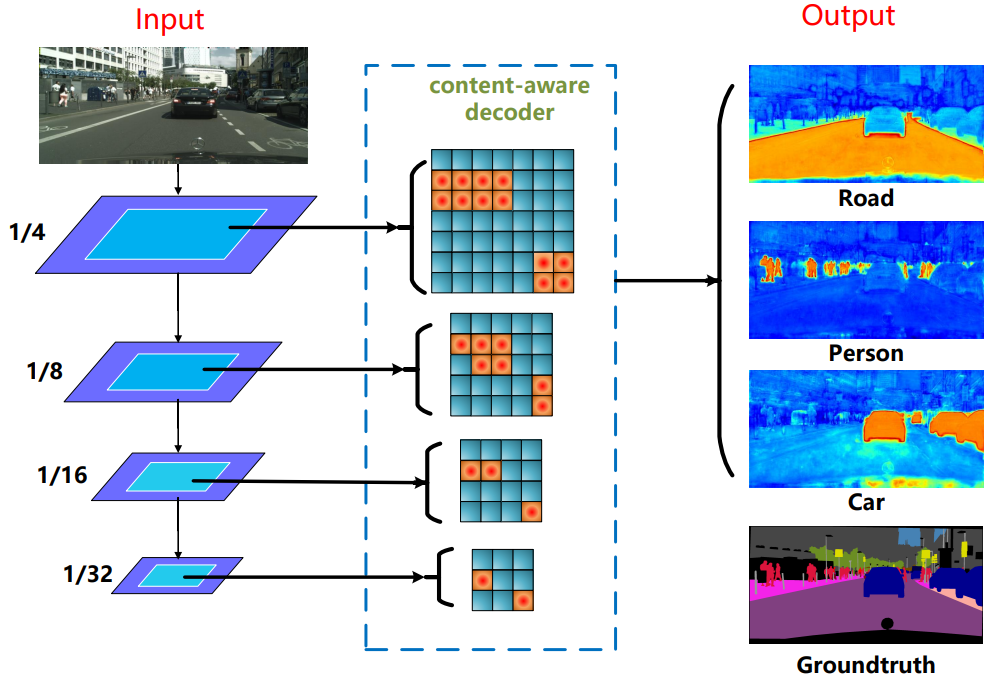 Input
Output
content-aware
decoder
1/4
1/8
1/16
1/32
Road
Person
Car
Groundtruth